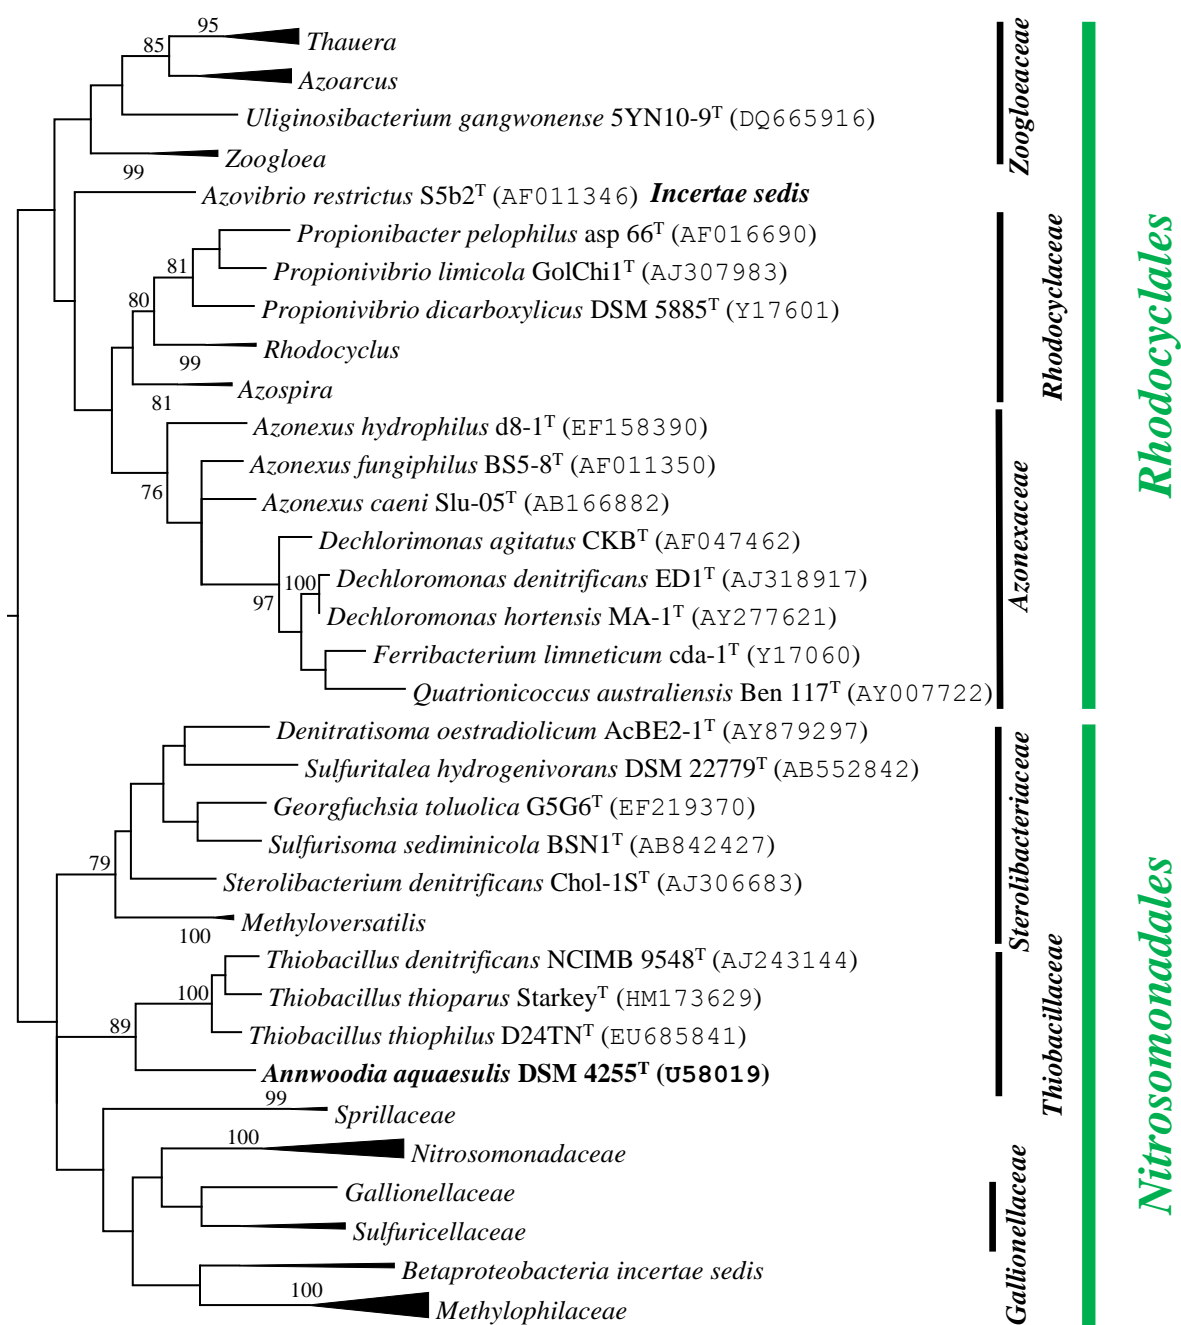 95
Thauera
85
Azoarcus
Uliginosibacterium gangwonense 5YN10-9T (DQ665916)
Zoogloea
99
Azovibrio restrictus S5b2T (AF011346) Incertae sedis
Propionibacter pelophilus asp 66T (AF016690)
81
Propionivibrio limicola GolChi1T (AJ307983)
80
Propionivibrio dicarboxylicus DSM 5885T (Y17601)
Rhodocyclus
99
Azospira
81
Azonexus hydrophilus d8-1T (EF158390)
Azonexus fungiphilus BS5-8T (AF011350)
76
Azonexus caeni Slu-05T (AB166882)
Dechlorimonas agitatus CKBT (AF047462)
100
Dechloromonas denitrificans ED1T (AJ318917)
97
Dechloromonas hortensis MA-1T (AY277621)
Ferribacterium limneticum cda-1T (Y17060)
Quatrionicoccus australiensis Ben 117T (AY007722)
Denitratisoma oestradiolicum AcBE2-1T (AY879297)
Sulfuritalea hydrogenivorans DSM 22779T (AB552842)
Georgfuchsia toluolica G5G6T (EF219370)
Sulfurisoma sediminicola BSN1T (AB842427)
79
Sterolibacterium denitrificans Chol-1ST (AJ306683)
Methyloversatilis
100
Thiobacillus denitrificans NCIMB 9548T (AJ243144)
100
Thiobacillus thioparus StarkeyT (HM173629)
89
Thiobacillus thiophilus D24TNT (EU685841)
Annwoodia aquaesulis DSM 4255T (U58019)
99
Sprillaceae
100
Nitrosomonadaceae
Gallionellaceae
Sulfuricellaceae
Betaproteobacteria incertae sedis
100
Methylophilaceae
Zoogloeaceae
Rhodocyclaceae
Azonexaceae
Sterolibacteriaceae
Thiobacillaceae
Gallionellaceae
Rhodocyclales
Nitrosomonadales